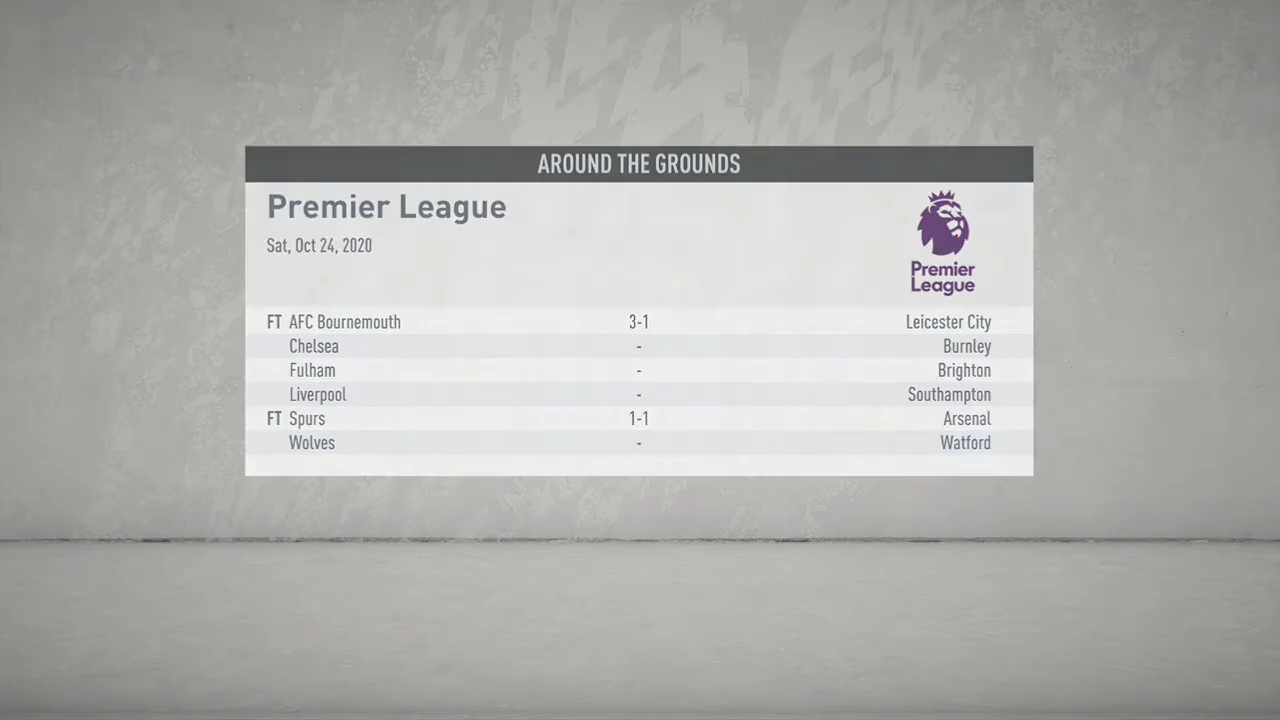 AROUND THE GROUNDS
Premier League
Sat, Oct 24, 2020
Premier
League
FT AFC Bournemouth 3-1 Leicester City
Chelsea - Burnley
Fulham - Brighton
Liverpool - Southampton
FT Spurs 1-1 Arsenal
Wolves - Watford